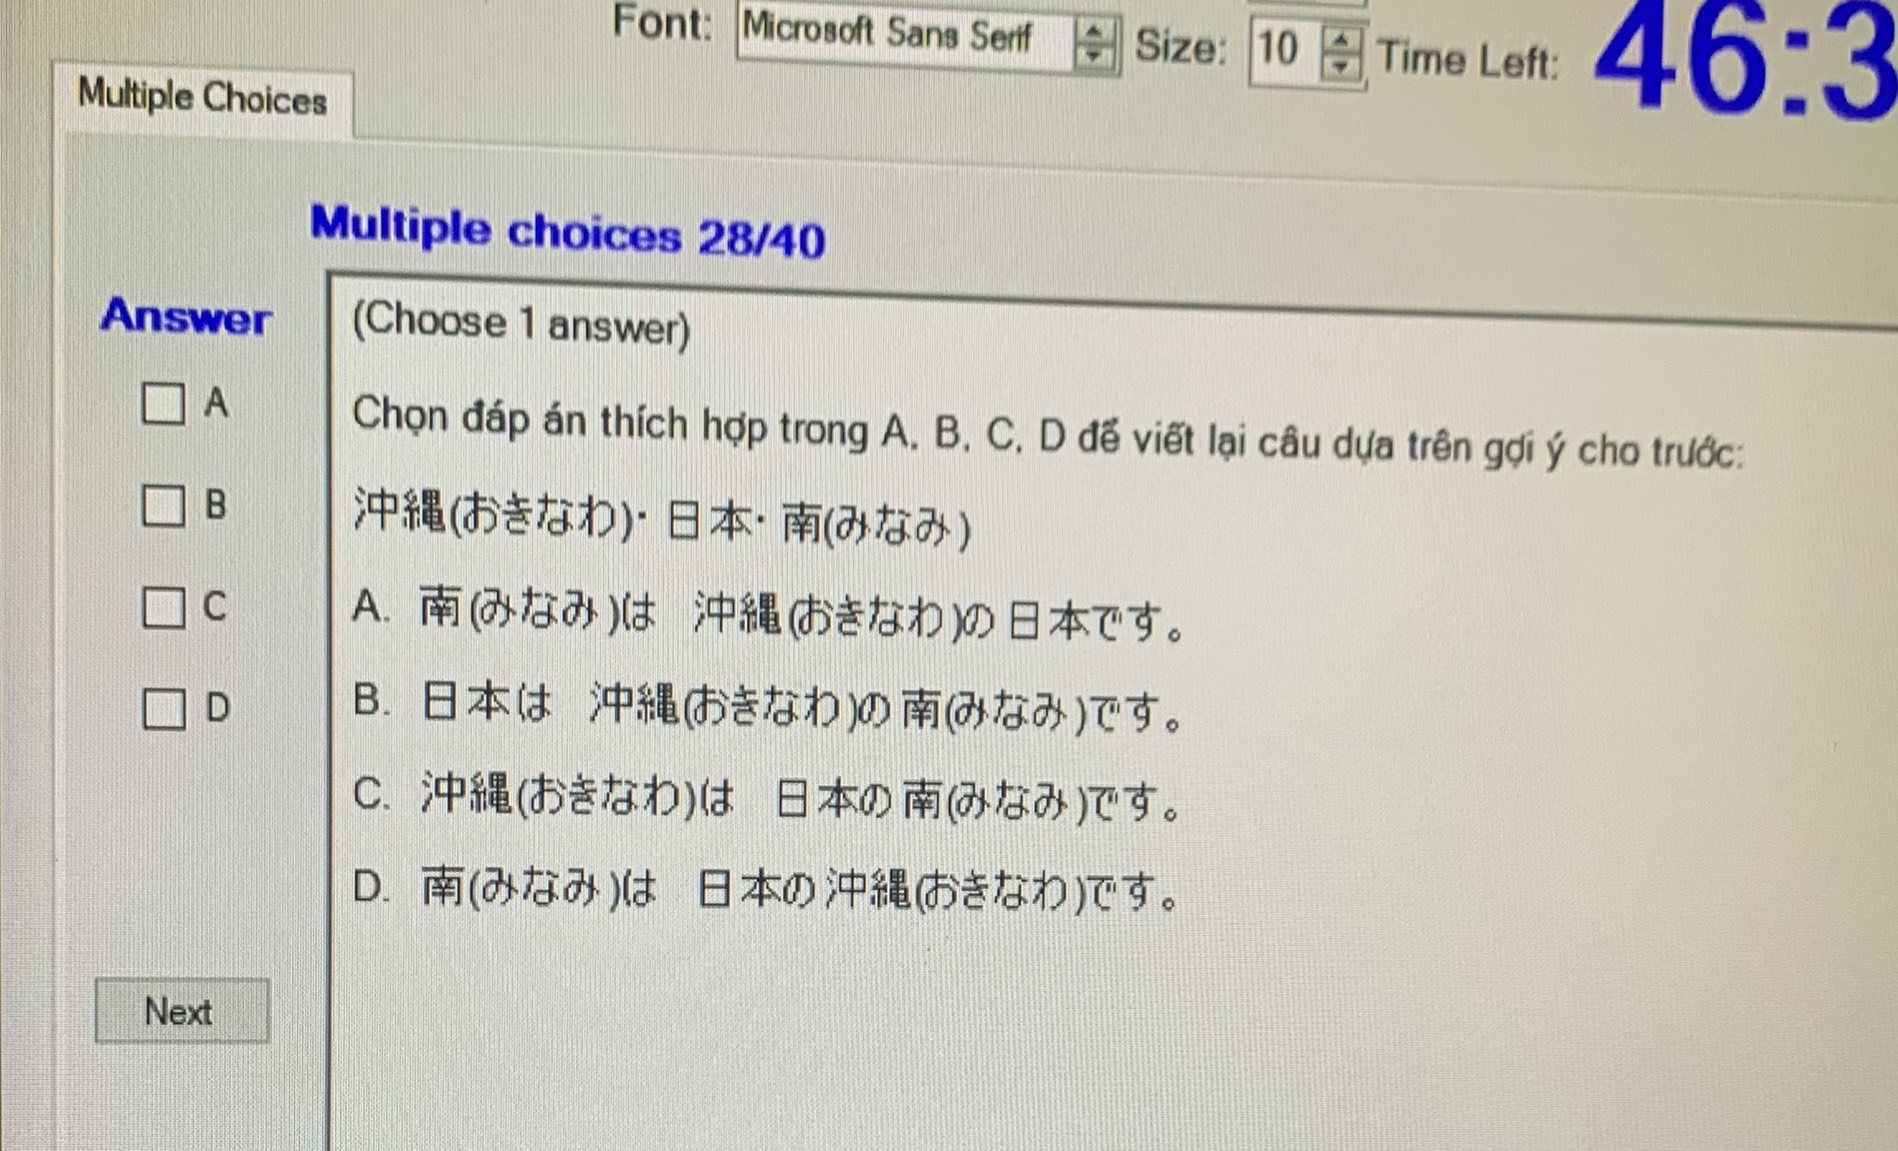 Font: Microsoft Sans Serif Size: 10 Time Left: 46:3
Multiple Choices
Multiple choices 28/40
Answer
(Choose 1 answer)
A
Chọn đáp án thích hợp trong A, B, C, D để viết lại câu dựa trên gợi ý cho trước:
B
沖縄(おきなわ)· 日本· 南(みなみ)
C
A. 南(みなみ)は 沖縄(おきなわ)の日本です。
D
B. 日本は 沖縄(おきなわ)の南(みなみ)です。
C. 沖縄(おきなわ)は 日本の南(みなみ)です。
D. 南(みなみ)は 日本の沖縄(おきなわ)です。
Next